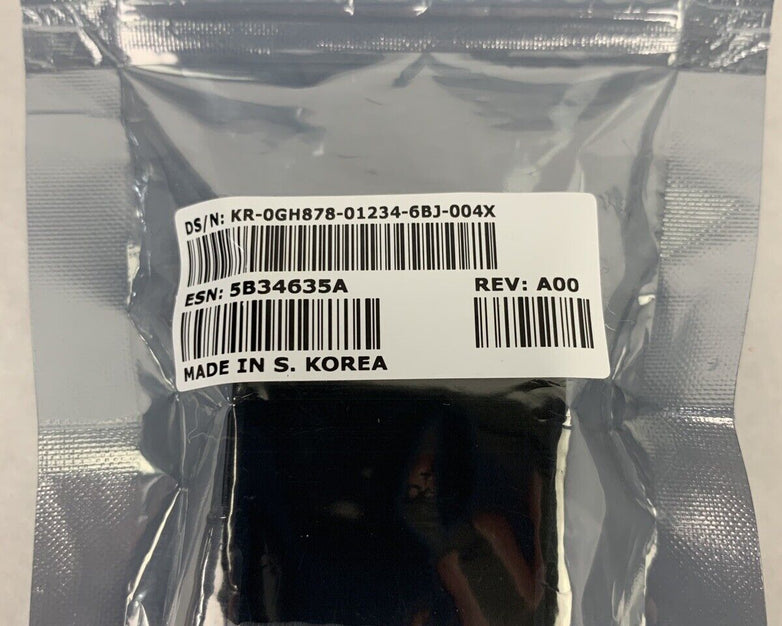 DS/N: KR-0GH878-01234-6BJ-004X
ESN: 5B34635A
REV: A00
MADE IN S. KOREA